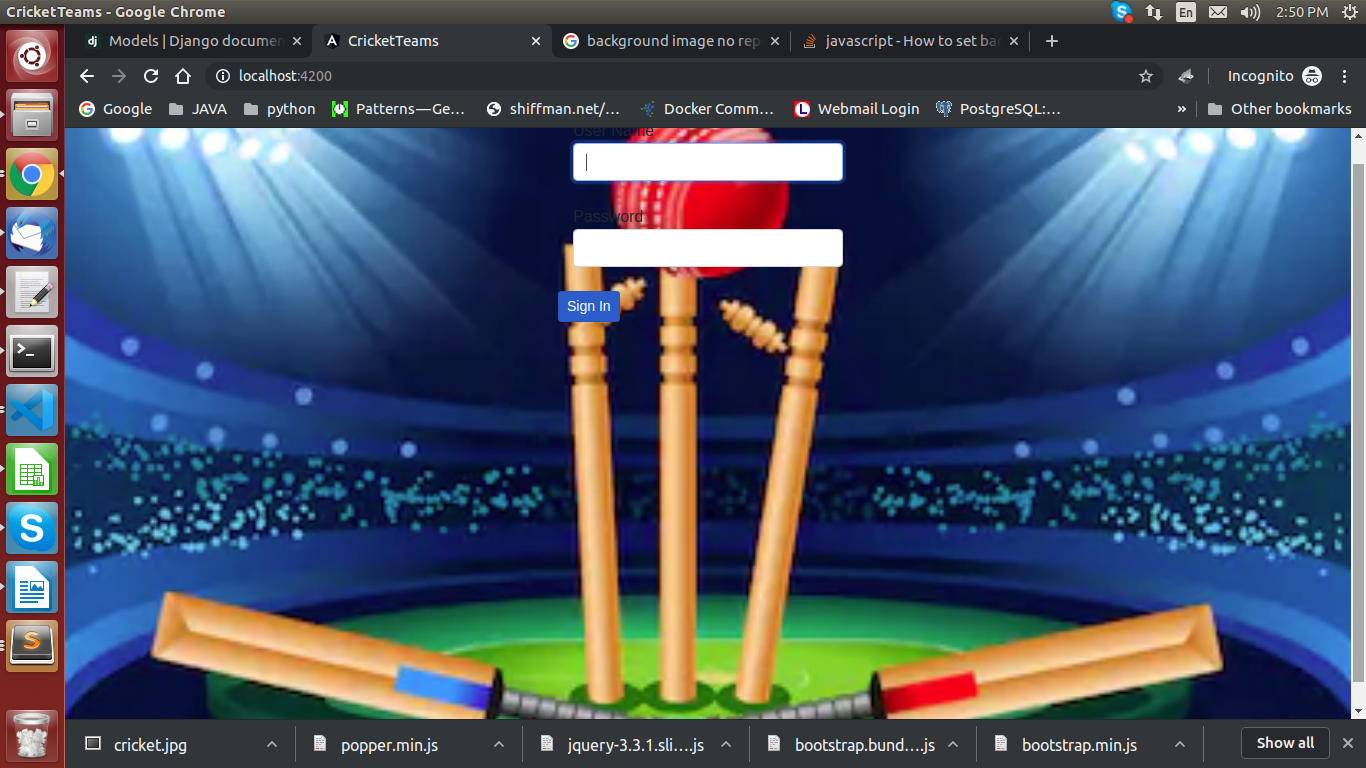 CricketTeams - Google Chrome
En
2:50 PM
Models | Django documen
CricketTeams
background image no rep
javascript - How to set bac
localhost:4200
Incognito
Google
JAVA
python
Patterns—Ge...
shiffman.net/...
Docker Comm...
Webmail Login
PostgreSQL:...
»
Other bookmarks
User Name
Password
Sign In
cricket.jpg
popper.min.js
jquery-3.3.1.sli....js
bootstrap.bund....js
bootstrap.min.js
Show all